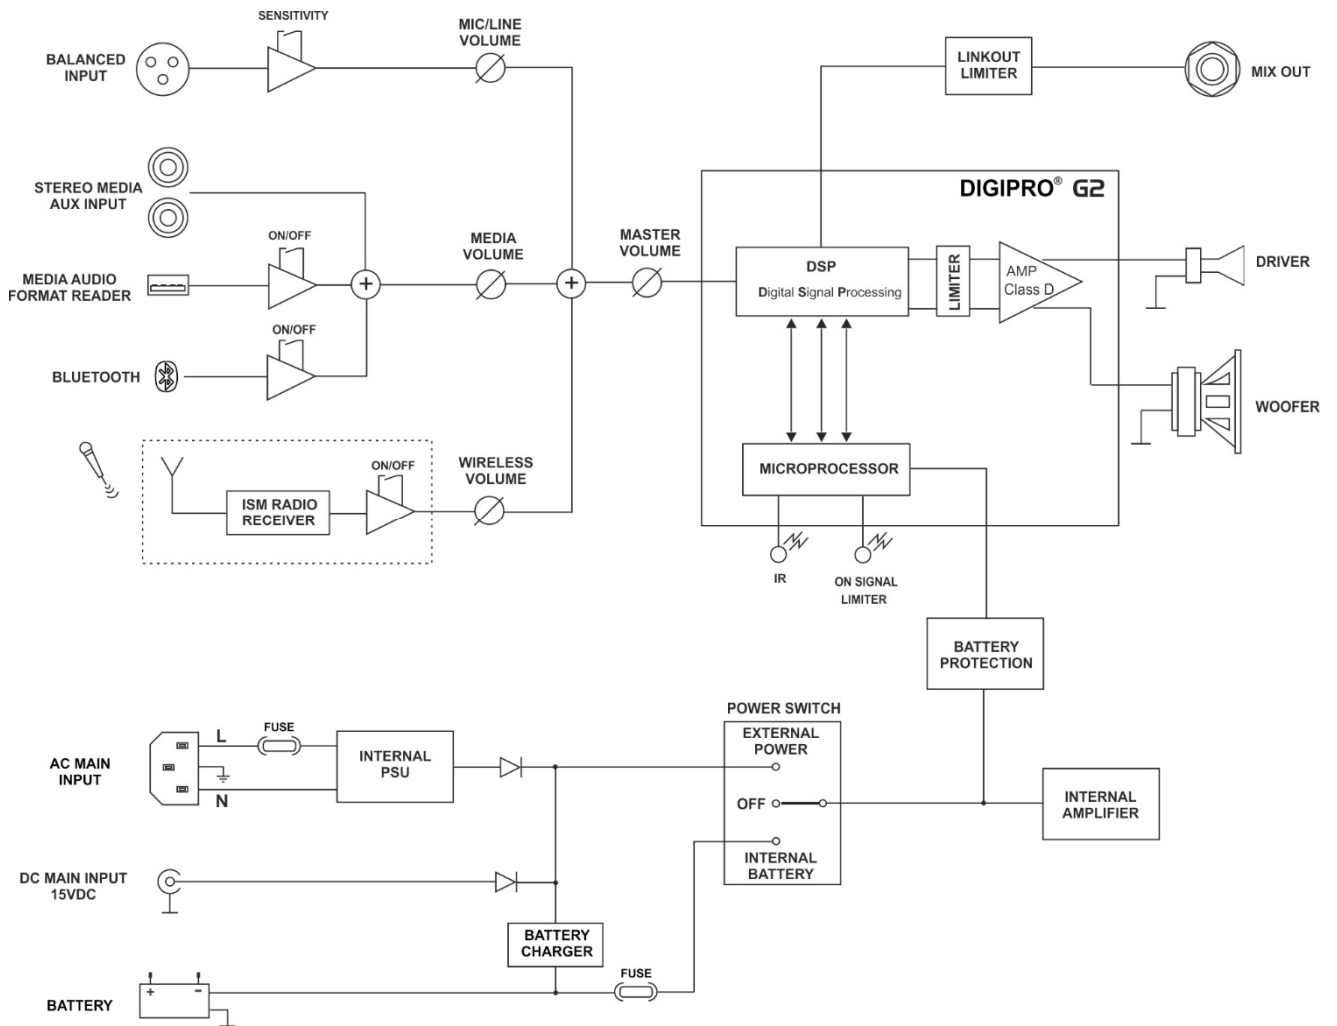 SENSITIVITY
BALANCED
INPUT
MIC/LINE
VOLUME
LINKOUT
LIMITER
MIX OUT
STEREO MEDIA
AUX INPUT
DIGIPRO® G2
ON/OFF
MEDIA
VOLUME
MASTER
VOLUME
MEDIA AUDIO
FORMAT READER
DSP
Digital Signal Processing
LIMITER
AMP
Class D
DRIVER
ON/OFF
BLUETOOTH
WOOFER
ON/OFF
WIRELESS
VOLUME
ISM RADIO
RECEIVER
MICROPROCESSOR
IR
ON SIGNAL
LIMITER
BATTERY
PROTECTION
POWER SWITCH
EXTERNAL
POWER
OFF
INTERNAL
BATTERY
INTERNAL
AMPLIFIER
AC MAIN
INPUT
L
FUSE
N
INTERNAL
PSU
DC MAIN INPUT
15VDC
BATTERY
CHARGER
FUSE
BATTERY
+ -